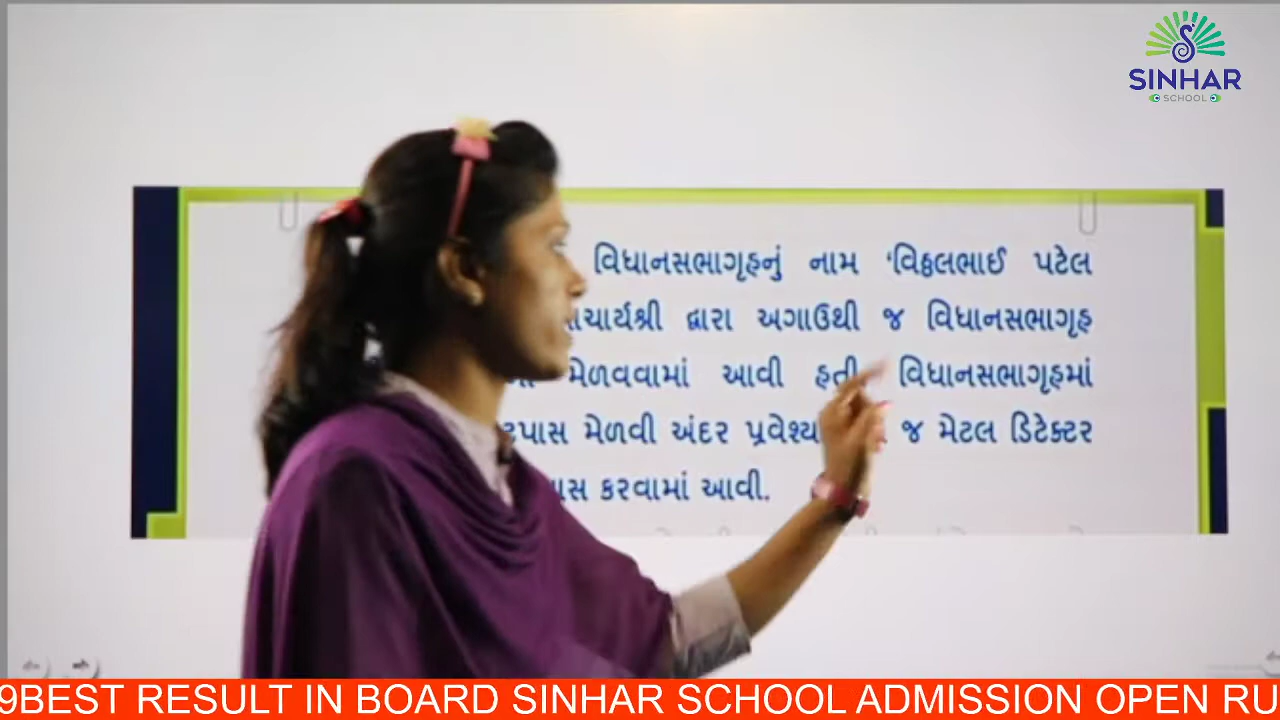 SINHAR
SCHOOL
વિધાનસભાગૃહનું નામ ‘વિઠ્ઠલભાઈ પટેલ
દ્વારા અગાઉથી જ વિધાનસભાગૃહ
મેળવવામાં આવી હતી. વિધાનસભાગૃહમાં
મેળવી અંદર પ્રવેશ્યા જ મેટલ ડિટેક્ટર
કરવામાં આવી.
9BEST RESULT IN BOARD SINHAR SCHOOL ADMISSION OPEN RU